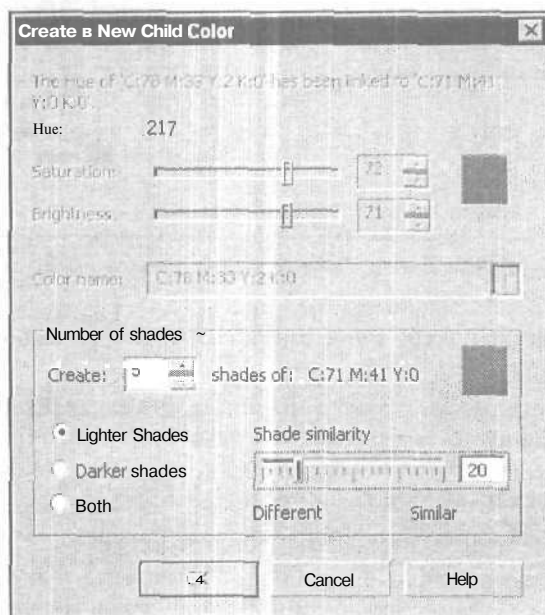 Create в New Child Color
The Hue of 'C:78 M:33 Y:2 K:0' has been linked to 'C:71 M:41
Y:0 K:0'.
Hue: 217
Saturation: 72
Brightness: 71
Color name: C:78 M:33 Y:2 K:0
Number of shades ~
Create: shades of: C:71 M:41 Y:0
Lighter Shades
Shade similarity
Darker shades
20
Both
Different Similar
Cancel Help